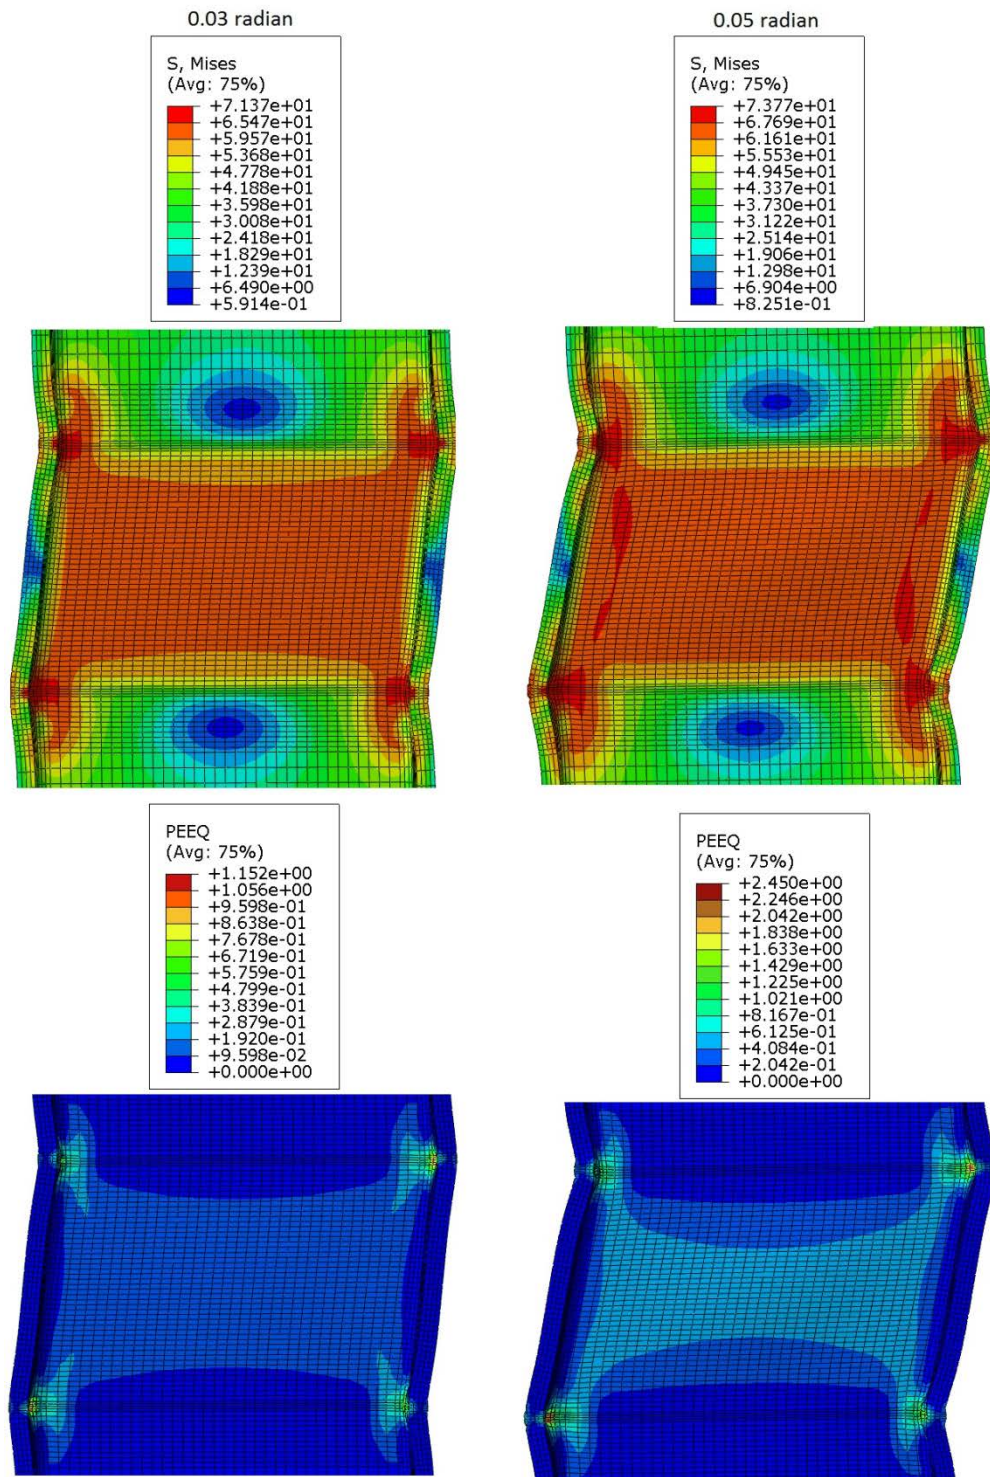 0.03 radian
0.05 radian
S, Mises
(Avg: 75%)
+7.137e+01
+6.547e+01
+5.957e+01
+5.368e+01
+4.778e+01
+4.188e+01
+3.598e+01
+3.008e+01
+2.418e+01
+1.829e+01
+1.239e+01
+6.490e+00
+5.914e-01
S, Mises
(Avg: 75%)
+7.377e+01
+6.769e+01
+6.161e+01
+5.553e+01
+4.945e+01
+4.337e+01
+3.730e+01
+3.122e+01
+2.514e+01
+1.906e+01
+1.298e+01
+6.904e+00
+8.251e-01
PEEQ
(Avg: 75%)
+1.152e+00
+1.056e+00
+9.598e-01
+8.638e-01
+7.678e-01
+6.719e-01
+5.759e-01
+4.799e-01
+3.839e-01
+2.879e-01
+1.920e-01
+9.598e-02
+0.000e+00
PEEQ
(Avg: 75%)
+2.450e+00
+2.246e+00
+2.042e+00
+1.838e+00
+1.633e+00
+1.429e+00
+1.225e+00
+1.021e+00
+8.167e-01
+6.125e-01
+4.084e-01
+2.042e-01
+0.000e+00